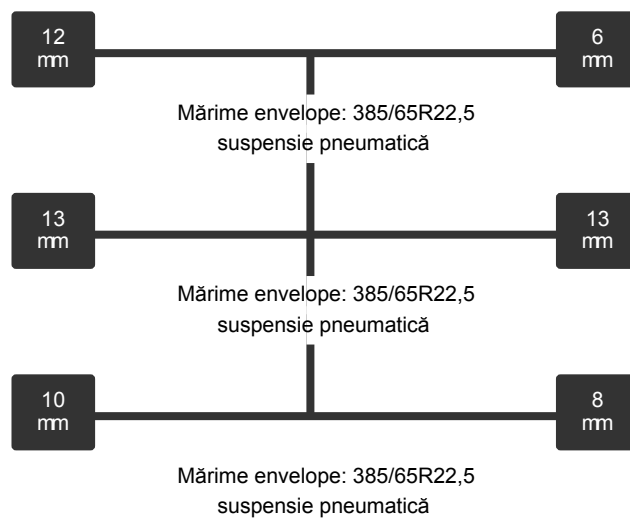 12
mm
6
mm
Mărime envelope: 385/65R22,5
suspensie pneumatică
13
mm
13
mm
Mărime envelope: 385/65R22,5
suspensie pneumatică
10
mm
8
mm
Mărime envelope: 385/65R22,5
suspensie pneumatică